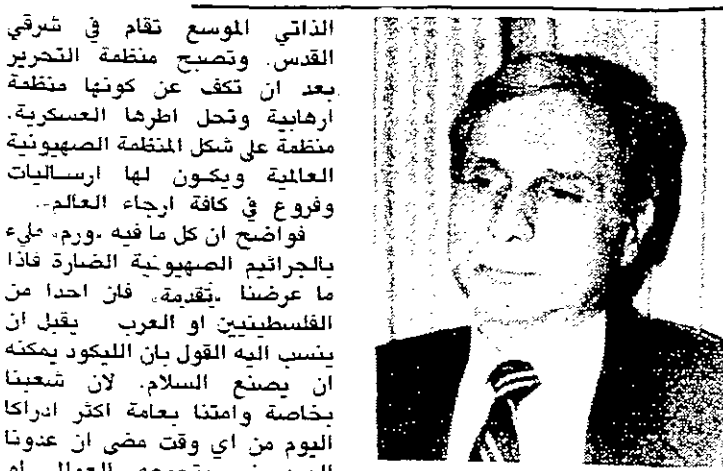 الذاتي الموسع تقام في شرقي
القدس. وتصبح منظمة التحرير
بعد ان تكف عن كونها منظمة
ارهابية وتحل اطرها العسكرية.
منظمة على شكل المنظمة الصهيونية
العالمية ويكون لها ارساليات
وفروع في كافة ارجاء العالم.
فواضح ان كل ما فيه «ورم» مليء
بالجراثيم الصهيونية الضارة فاذا
ما عرضنا «تقدمة» فان احدا من
الفلسطينيين او العرب يقبل ان
ينسب اليه القول بان الليكود يمكنه
ان يصنع السلام. لان شعبنا
بخاصة وامتنا بعامة اكثر ادراكا
اليوم من اي وقت مضى ان عدونا